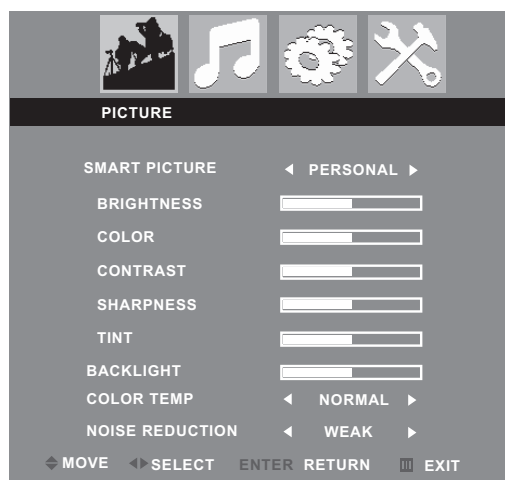 PICTURE
SMART PICTURE PERSONAL
BRIGHTNESS
COLOR
CONTRAST
SHARPNESS
TINT
BACKLIGHT
COLOR TEMP NORMAL
NOISE REDUCTION WEAK
MOVE SELECT ENTER RETURN EXIT